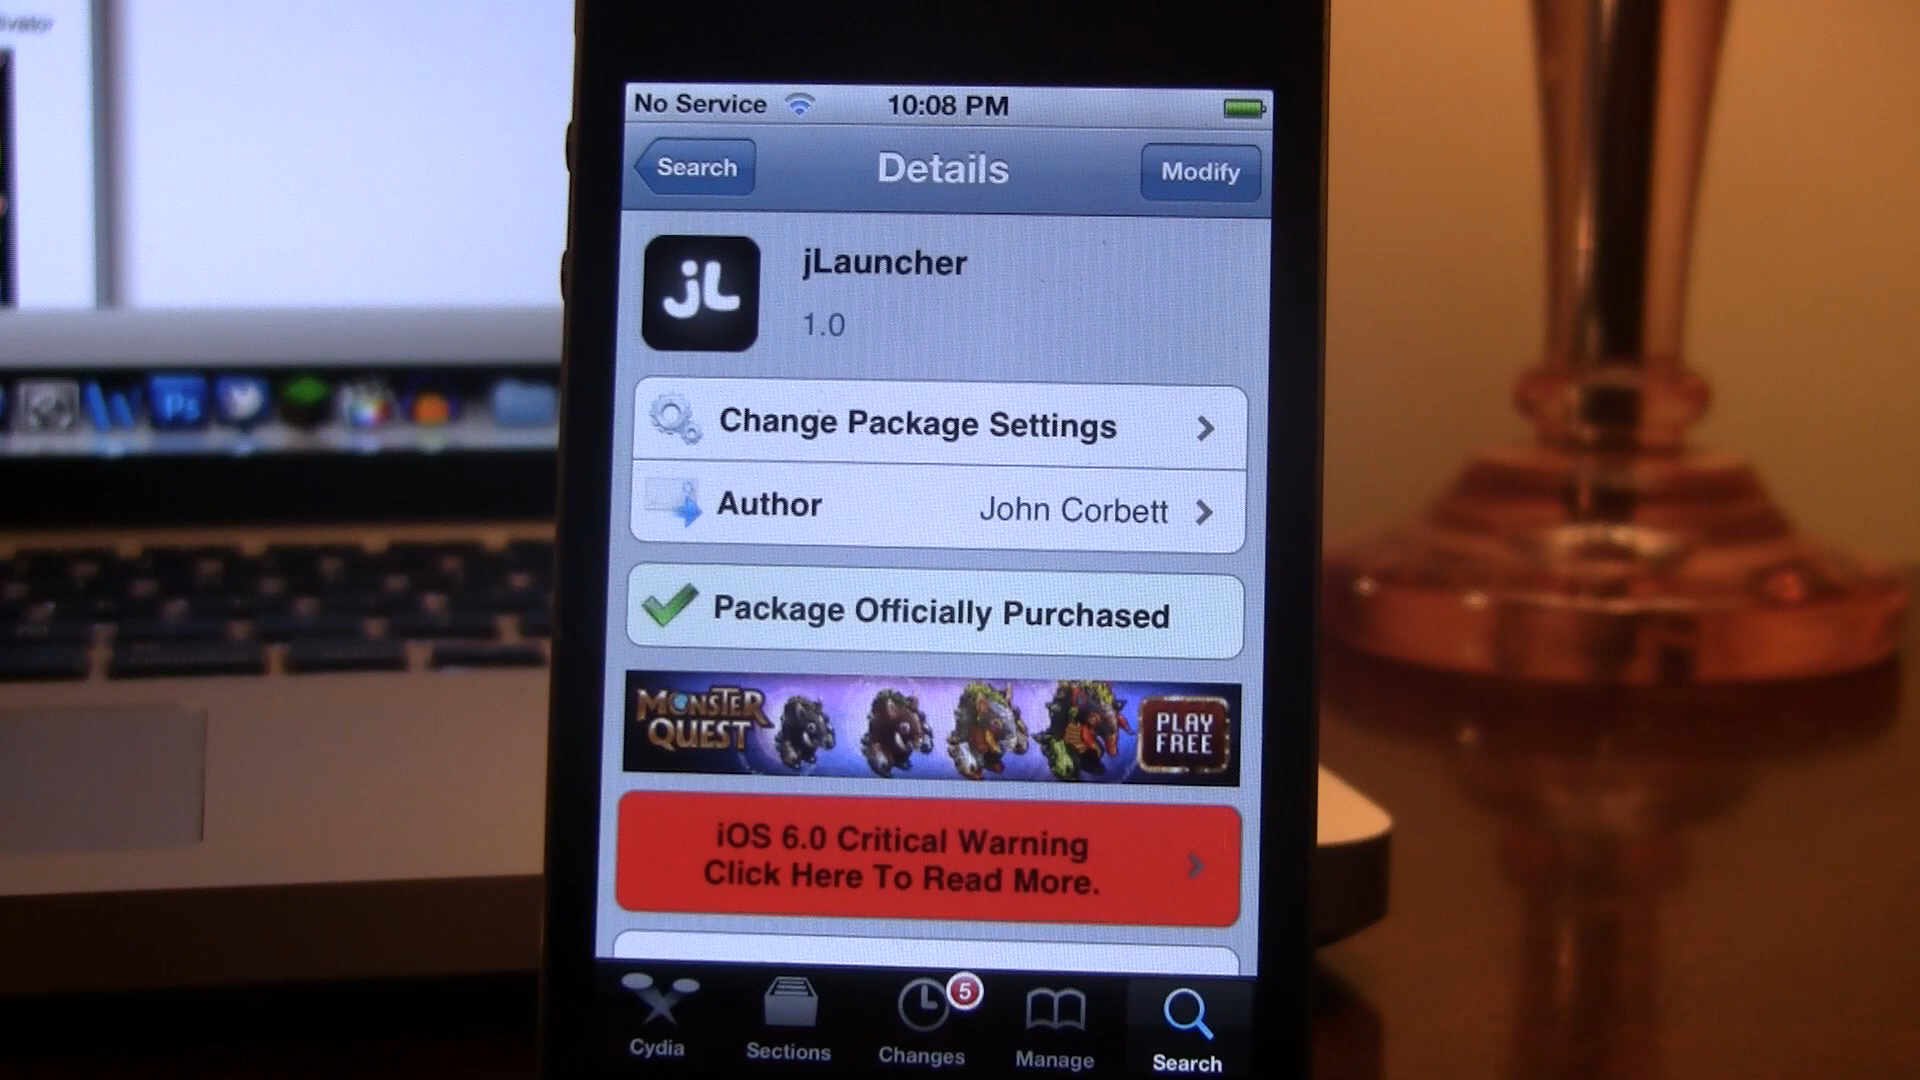 No Service
10:08 PM
Search
Details
Modify
jL
jLauncher
1.0
Change Package Settings
Author
John Corbett
Package Officially Purchased
MONSTER
QUEST
PLAY
FREE
iOS 6.0 Critical Warning
Click Here To Read More.
5
Cydia
Sections
Changes
Manage
Search
Ps